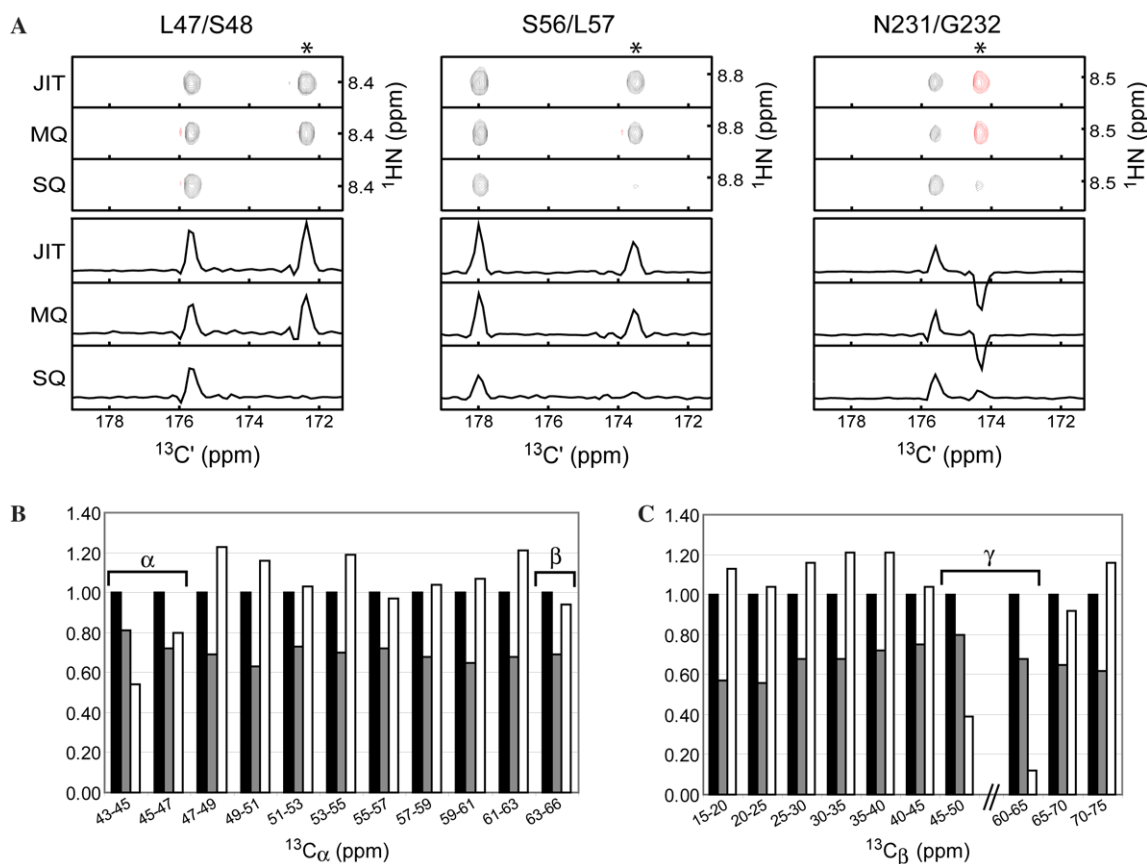 A
L47/S48
S56/L57
N231/G232
*
*
*
JIT
MQ
SQ
8.4
8.4
8.4
¹HN (ppm)
8.8
8.8
8.8
¹HN (ppm)
8.5
8.5
8.5
¹HN (ppm)
JIT
MQ
SQ
178 176 174 172
178 176 174 172
178 176 174 172
¹³C' (ppm)
¹³C' (ppm)
¹³C' (ppm)
B
1.40
1.20
1.00
0.80
0.60
0.40
0.20
0.00
α
β
43-45 45-47 47-49 49-51 51-53 53-55 55-57 57-59 59-61 61-63 63-66
¹³Cα (ppm)
C
1.40
1.20
1.00
0.80
0.60
0.40
0.20
0.00
γ
15-20 20-25 25-30 30-35 35-40 40-45 45-50 // 60-65 65-70 70-75
¹³Cβ (ppm)